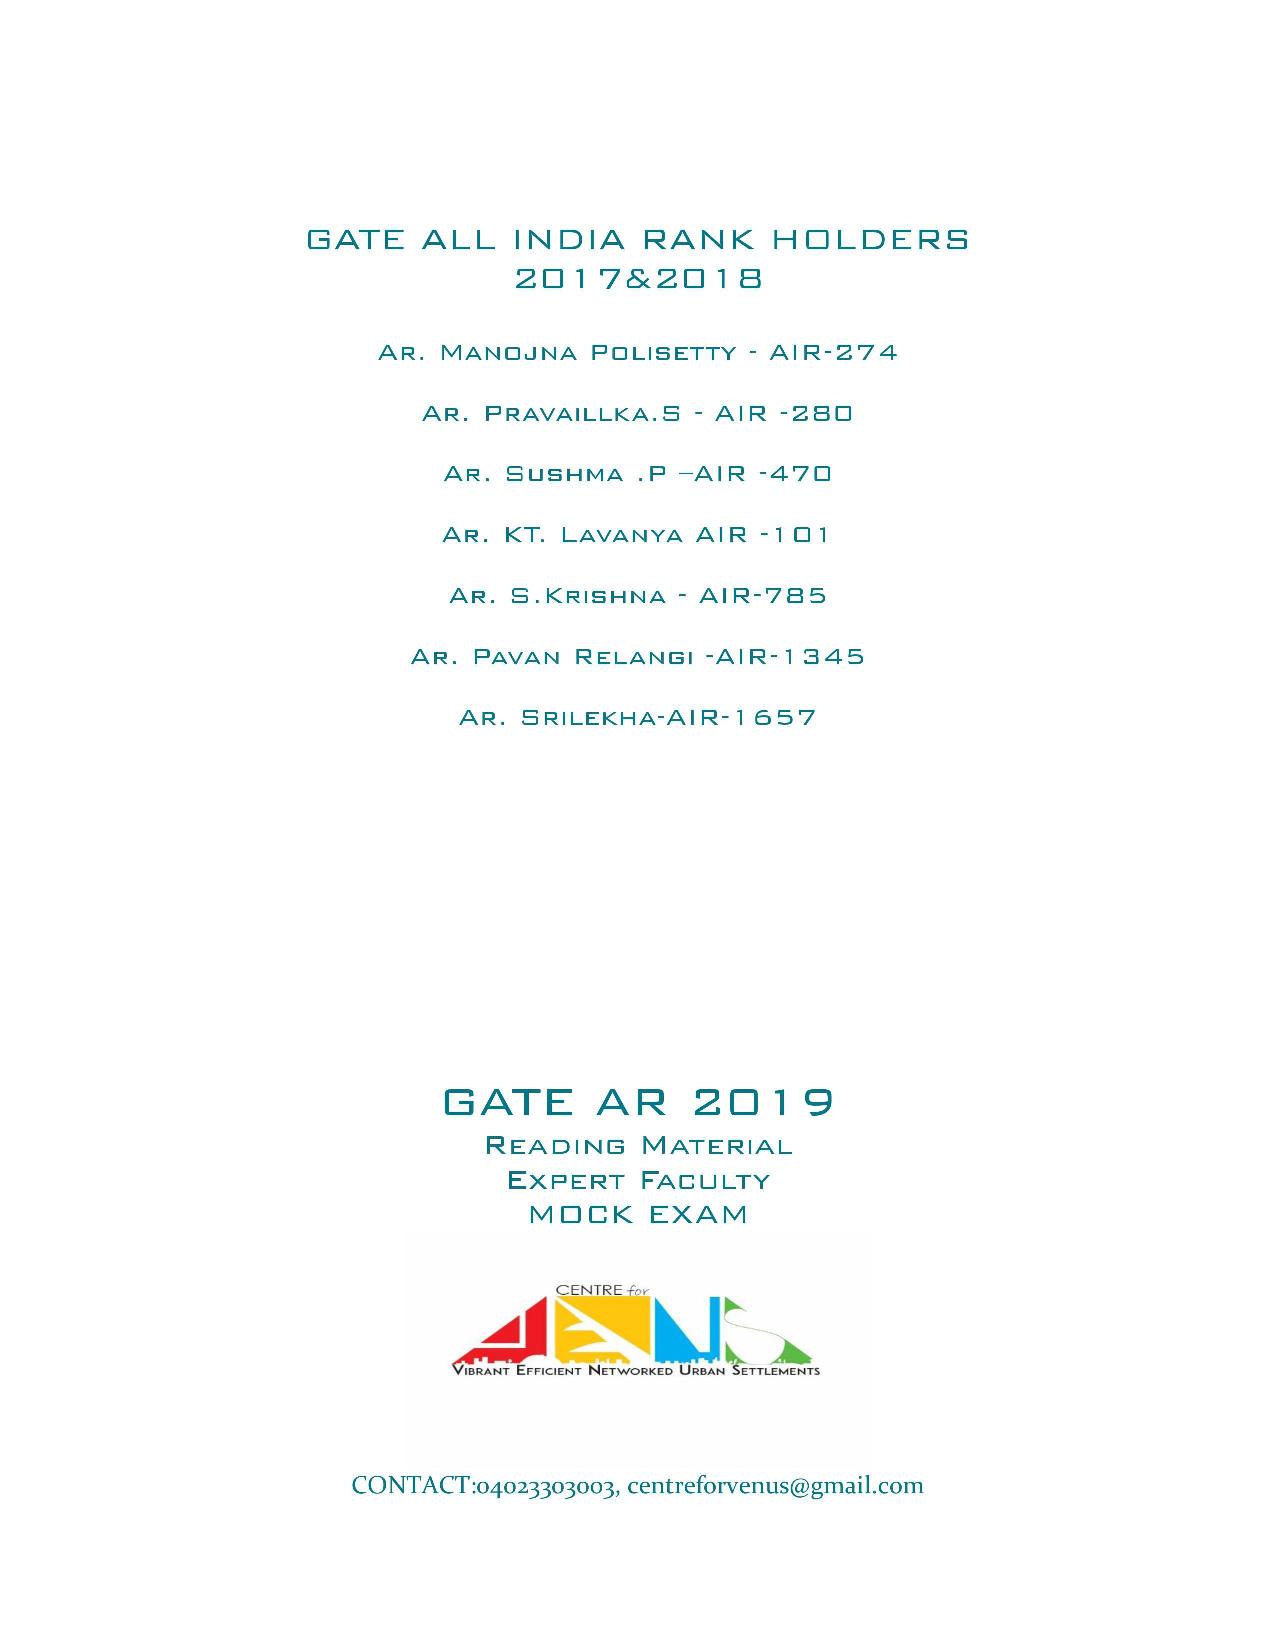 GATE ALL INDIA RANK HOLDERS
2017&2018
AR. MANOJNA POLISETTY - AIR-274
AR. PRAVAILLKA.S - AIR -280
AR. SUSHMA .P –AIR -470
AR. KT. LAVANYA AIR -101
AR. S.KRISHNA - AIR-785
AR. PAVAN RELANGI -AIR-1345
AR. SRILEKHA-AIR-1657
GATE AR 2019
READING MATERIAL
EXPERT FACULTY
MOCK EXAM
CENTRE for
VENUS
VIBRANT EFFICIENT NETWORKED URBAN SETTLEMENTS
CONTACT:04023303003, centreforvenus@gmail.com